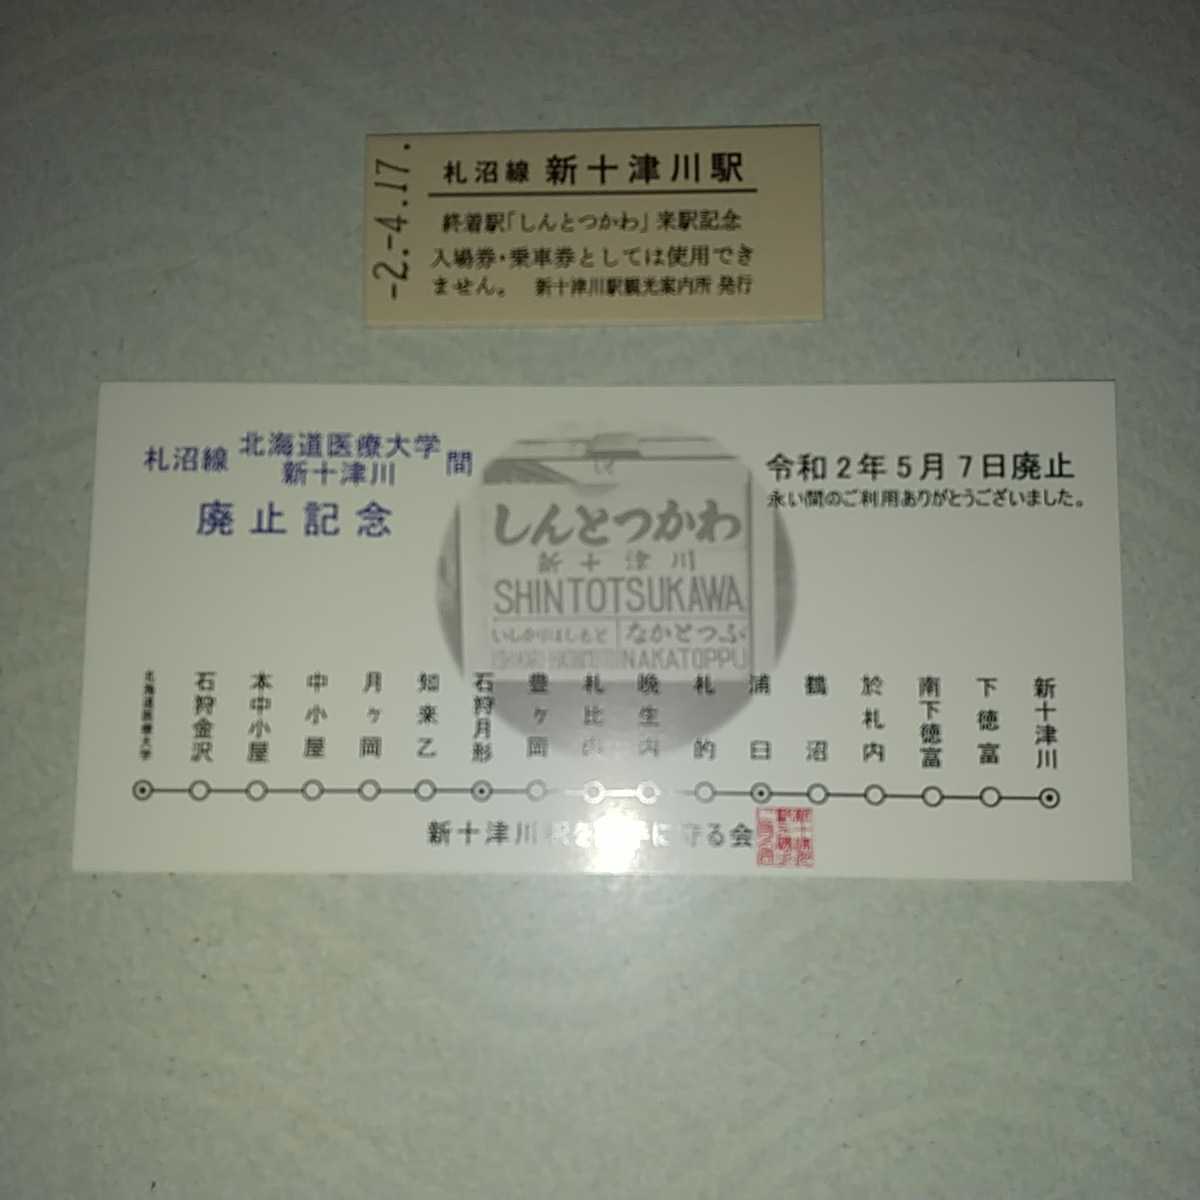 -2.-4.17.
札沼線 新十津川駅
終着駅「しんとつかわ」来駅記念
入場券・乗車券としては使用でき
ません。 新十津川駅観光案内所 発行
札沼線 北海道医療大学
新十津川 間
廃止記念
令和2年5月7日廃止
永い間のご利用ありがとうございました。
しんとつかわ
新十津川
SHINTOTSUKAWA
いしかりはしもと なかとっぷ
NAKATOPPU
北海道医療大学
石狩金沢
本中小屋
中小屋
月ヶ岡
知来乙
石狩月形
豊ヶ岡
札比内
晩生内
札的
浦臼
鶴沼
於札内
南下徳富
下徳富
新十津川
新十津川駅を勝手に守る会